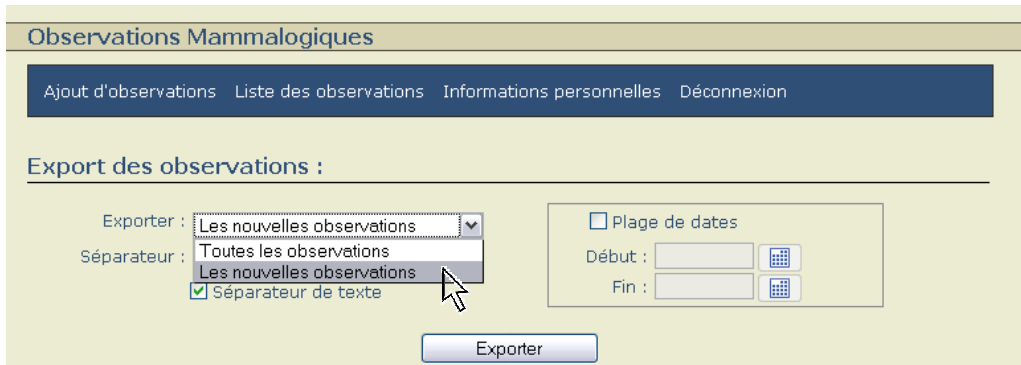 Observations Mammalogiques
Ajout d'observations Liste des observations Informations personnelles Déconnexion
Export des observations :
Exporter : Les nouvelles observations
Toutes les observations
Les nouvelles observations
Séparateur :
Séparateur de texte
Plage de dates
Début :
Fin :
Exporter